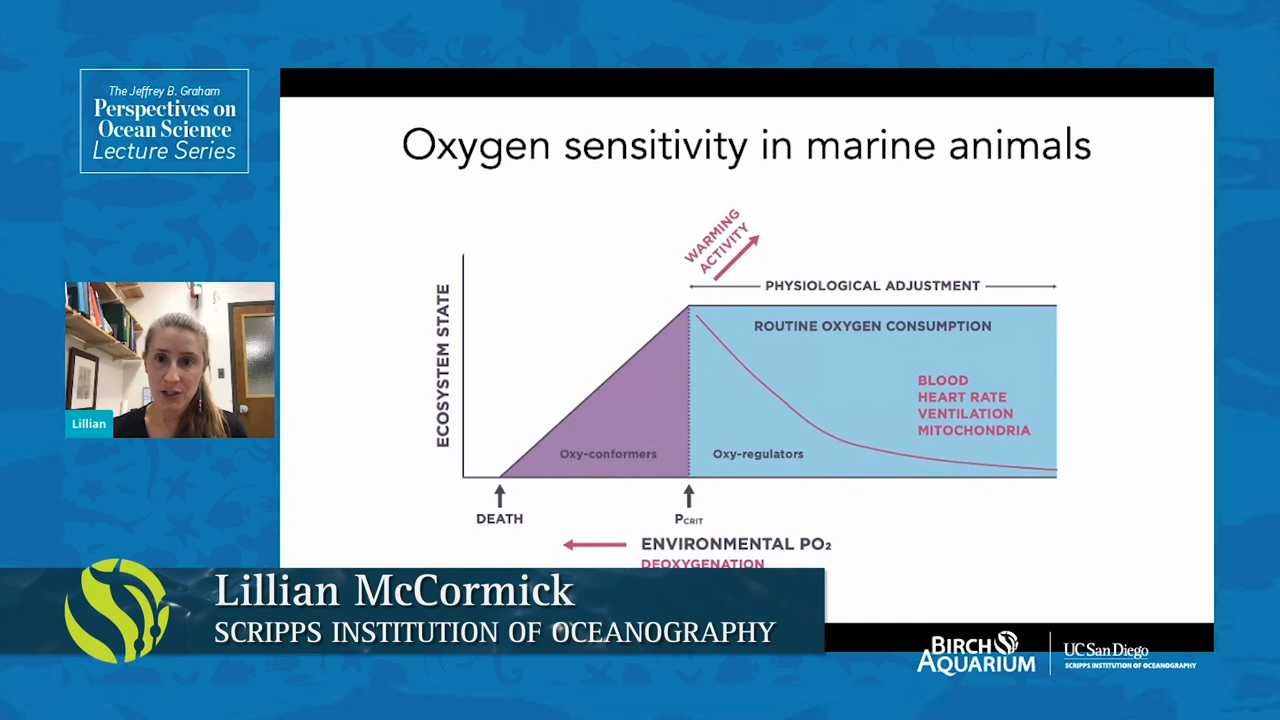 The Jeffrey B. Graham
Perspectives on
Ocean Science
Lecture Series
Oxygen sensitivity in marine animals
WARMING
ACTIVITY
PHYSIOLOGICAL ADJUSTMENT
ROUTINE OXYGEN CONSUMPTION
ECOSYSTEM STATE
BLOOD
HEART RATE
VENTILATION
MITOCHONDRIA
Oxy-conformers
Oxy-regulators
Lillian
DEATH
PCRIT
ENVIRONMENTAL PO₂
DEOXYGENATION
Lillian McCormick
SCRIPPS INSTITUTION OF OCEANOGRAPHY
BIRCH
AQUARIUM
UC San Diego
SCRIPPS INSTITUTION OF OCEANOGRAPHY